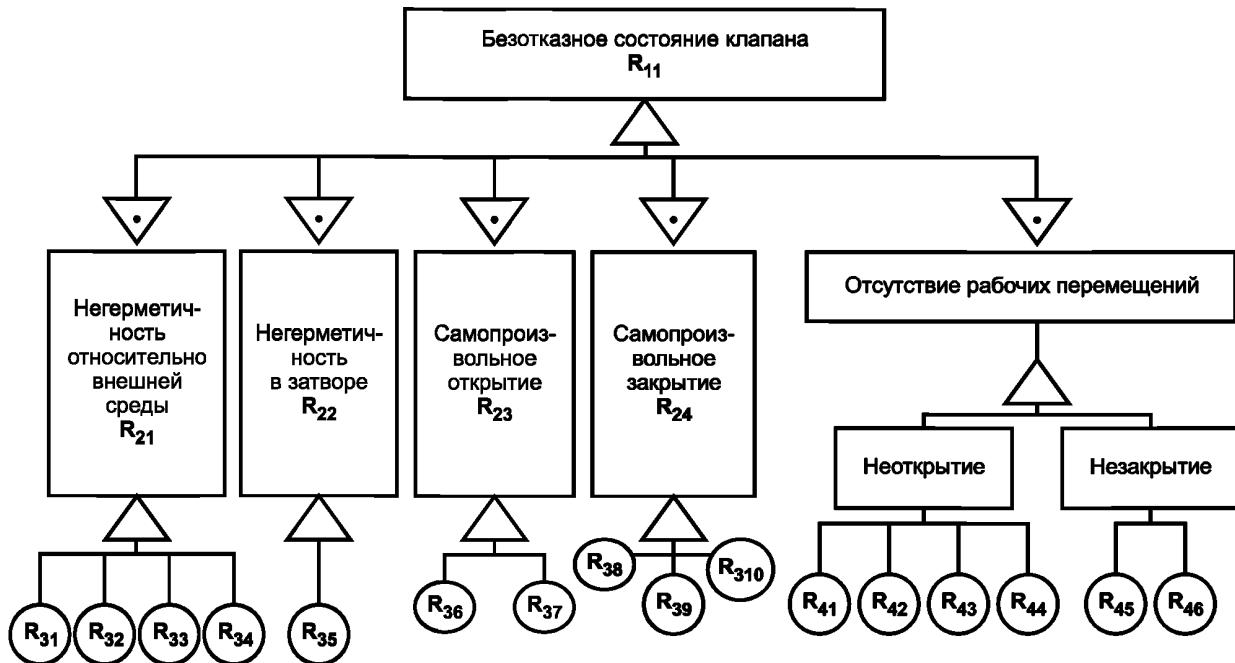 Безотказное состояние клапана
R11
Негерметич-
ность
относительно
внешней
среды
R21
Негерметич-
ность
в затворе
R22
Самопроиз-
вольное
открытие
R23
Самопроиз-
вольное
закрытие
R24
Отсутствие рабочих перемещений
Неоткрытие
Незакрытие
R31 R32 R33 R34
R35
R36 R37
R38 R39 R310
R41 R42 R43 R44
R45 R46